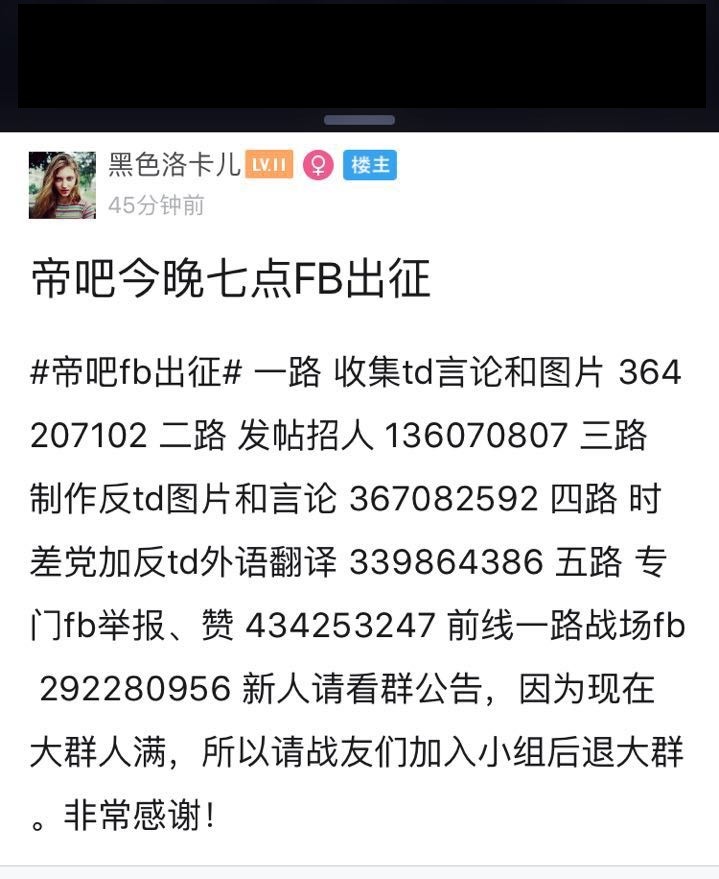 黑色洛卡儿 LV.11 楼主
45分钟前
帝吧今晚七点FB出征
#帝吧fb出征# 一路 收集td言论和图片 364
207102 二路 发帖招人 136070807 三路
制作反td图片和言论 367082592 四路 时
差党加反td外语翻译 339864386 五路 专
门fb举报、赞 434253247 前线一路战场fb
292280956 新人请看群公告，因为现在
大群人满，所以请战友们加入小组后退大群
。非常感谢！